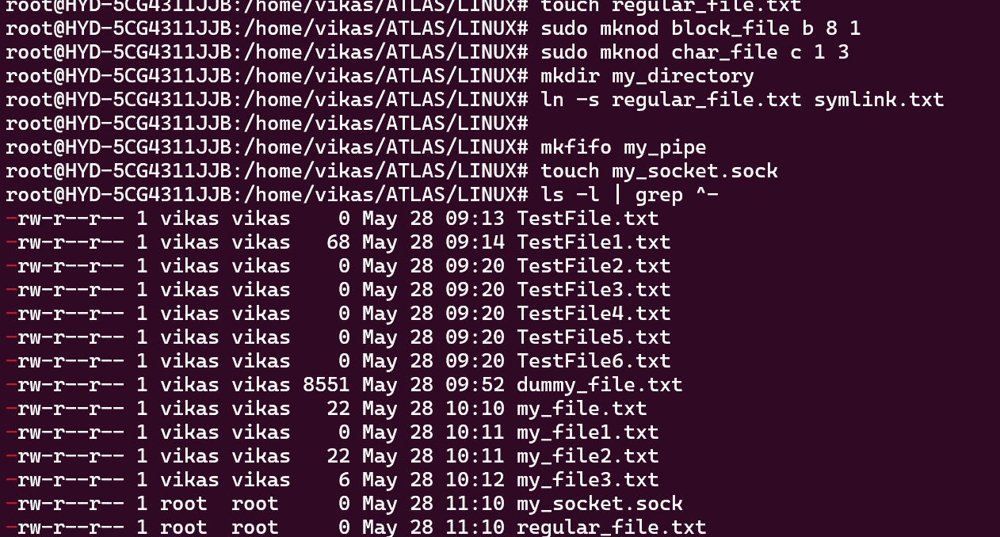 root@HYD-5CG4311JJB:/home/vikas/ATLAS/LINUX# touch regular_file.txt
root@HYD-5CG4311JJB:/home/vikas/ATLAS/LINUX# sudo mknod block_file b 8 1
root@HYD-5CG4311JJB:/home/vikas/ATLAS/LINUX# sudo mknod char_file c 1 3
root@HYD-5CG4311JJB:/home/vikas/ATLAS/LINUX# mkdir my_directory
root@HYD-5CG4311JJB:/home/vikas/ATLAS/LINUX# ln -s regular_file.txt symlink.txt
root@HYD-5CG4311JJB:/home/vikas/ATLAS/LINUX#
root@HYD-5CG4311JJB:/home/vikas/ATLAS/LINUX# mkfifo my_pipe
root@HYD-5CG4311JJB:/home/vikas/ATLAS/LINUX# touch my_socket.sock
root@HYD-5CG4311JJB:/home/vikas/ATLAS/LINUX# ls -l | grep ^-
-rw-r--r-- 1 vikas vikas    0 May 28 09:13 TestFile.txt
-rw-r--r-- 1 vikas vikas   68 May 28 09:14 TestFile1.txt
-rw-r--r-- 1 vikas vikas    0 May 28 09:20 TestFile2.txt
-rw-r--r-- 1 vikas vikas    0 May 28 09:20 TestFile3.txt
-rw-r--r-- 1 vikas vikas    0 May 28 09:20 TestFile4.txt
-rw-r--r-- 1 vikas vikas    0 May 28 09:20 TestFile5.txt
-rw-r--r-- 1 vikas vikas    0 May 28 09:20 TestFile6.txt
-rw-r--r-- 1 vikas vikas 8551 May 28 09:52 dummy_file.txt
-rw-r--r-- 1 vikas vikas   22 May 28 10:10 my_file.txt
-rw-r--r-- 1 vikas vikas    0 May 28 10:11 my_file1.txt
-rw-r--r-- 1 vikas vikas   22 May 28 10:11 my_file2.txt
-rw-r--r-- 1 vikas vikas    6 May 28 10:12 my_file3.txt
-rw-r--r-- 1 root  root     0 May 28 11:10 my_socket.sock
-rw-r--r-- 1 root  root     0 May 28 11:10 regular_file.txt